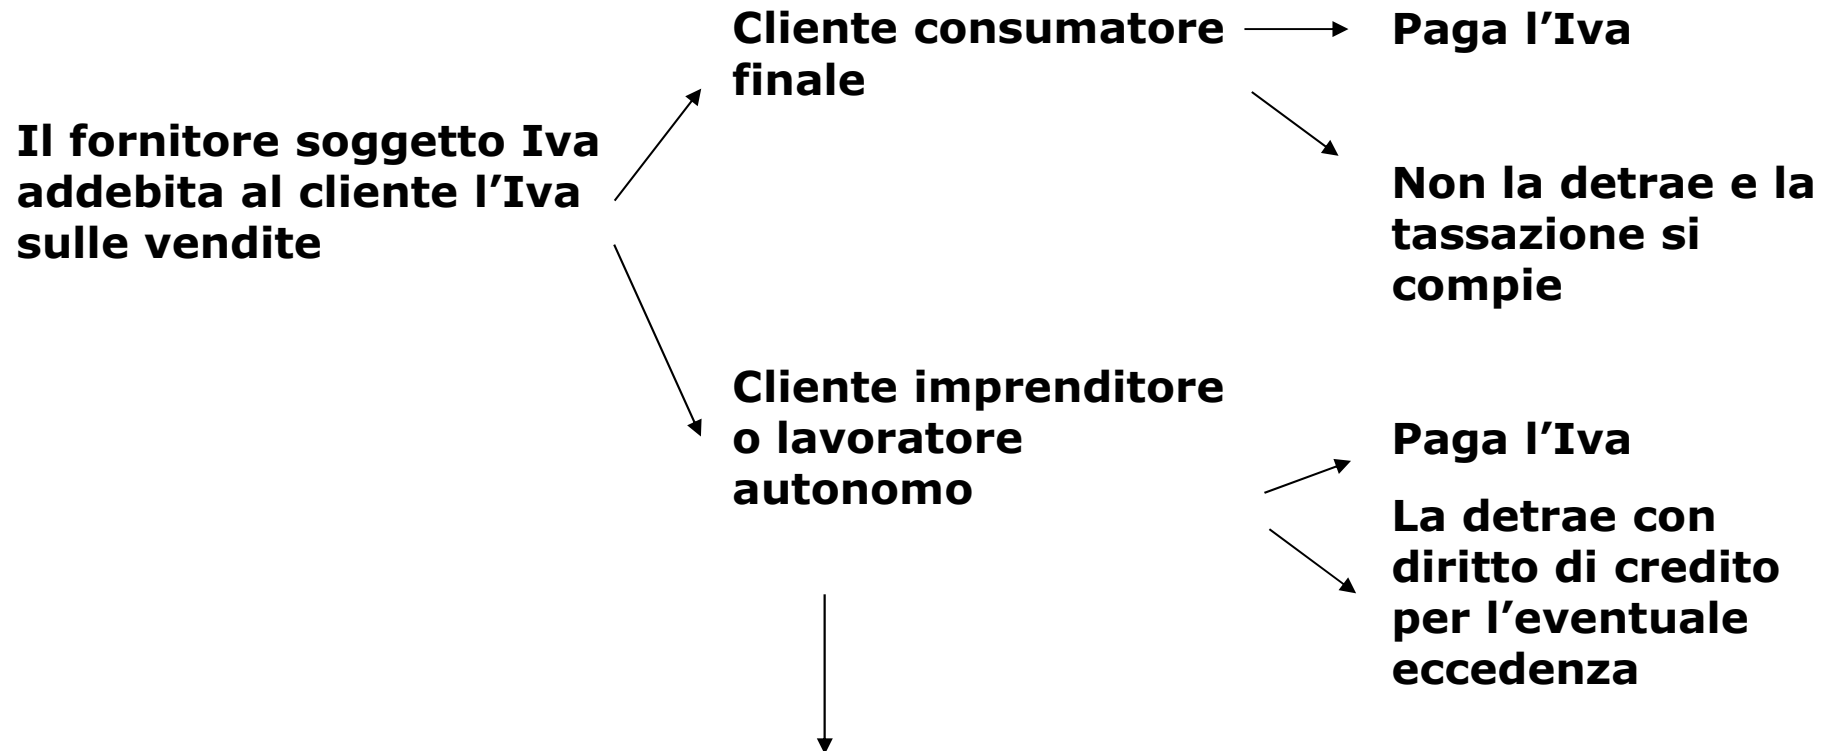 Il fornitore soggetto Iva
addebita al cliente l’Iva
sulle vendite
Cliente consumatore
finale
Paga l’Iva
Non la detrae e la
tassazione si
compie
Cliente imprenditore
o lavoratore
autonomo
Paga l’Iva
La detrae con
diritto di credito
per l’eventuale
eccedenza